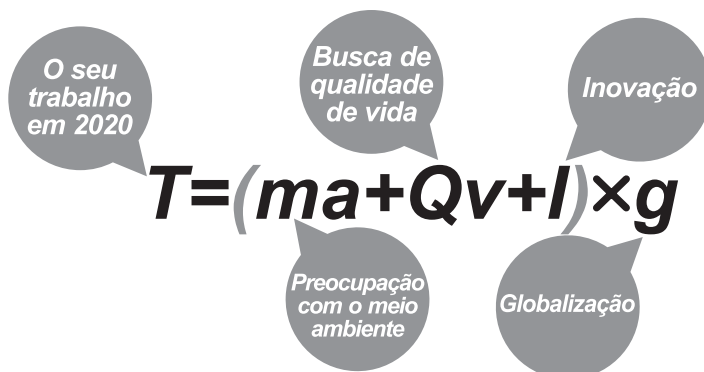 O seu
trabalho
em 2020
Busca de
qualidade
de vida
Inovação
T=(ma+Qv+I)×g
Preocupação
com o meio
ambiente
Globalização